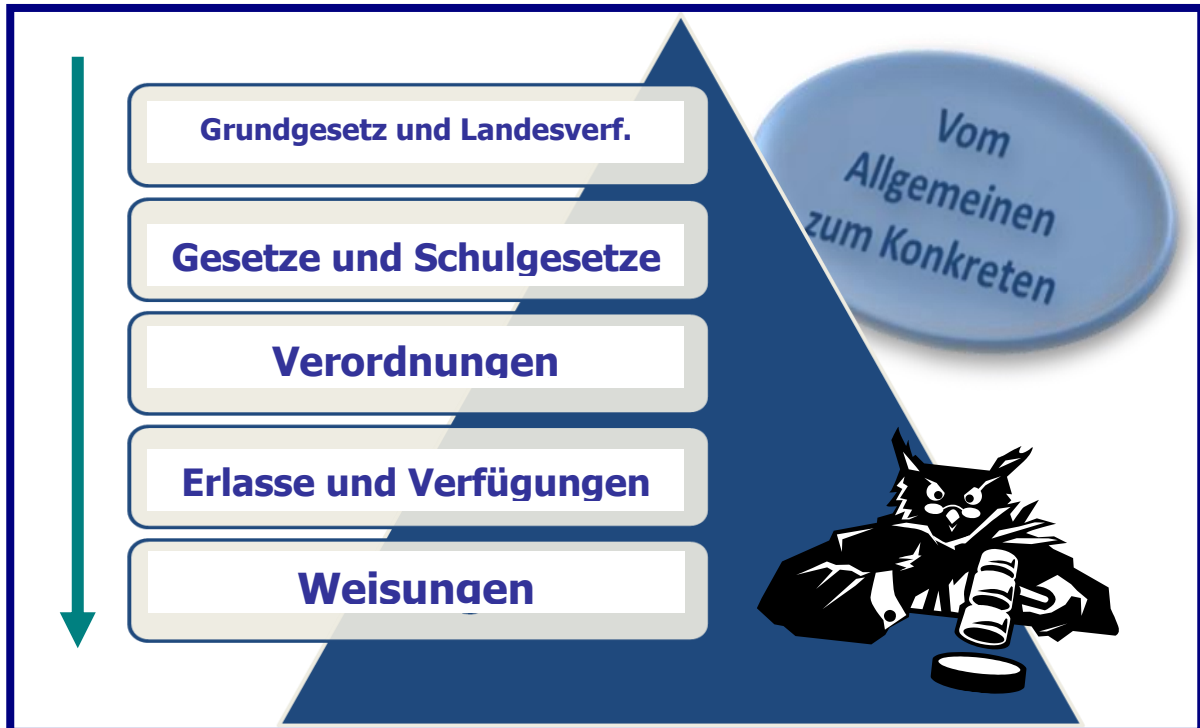 Grundgesetz und Landesverf.
Gesetze und Schulgesetze
Verordnungen
Erlasse und Verfügungen
Weisungen
Vom
Allgemeinen
zum Konkreten